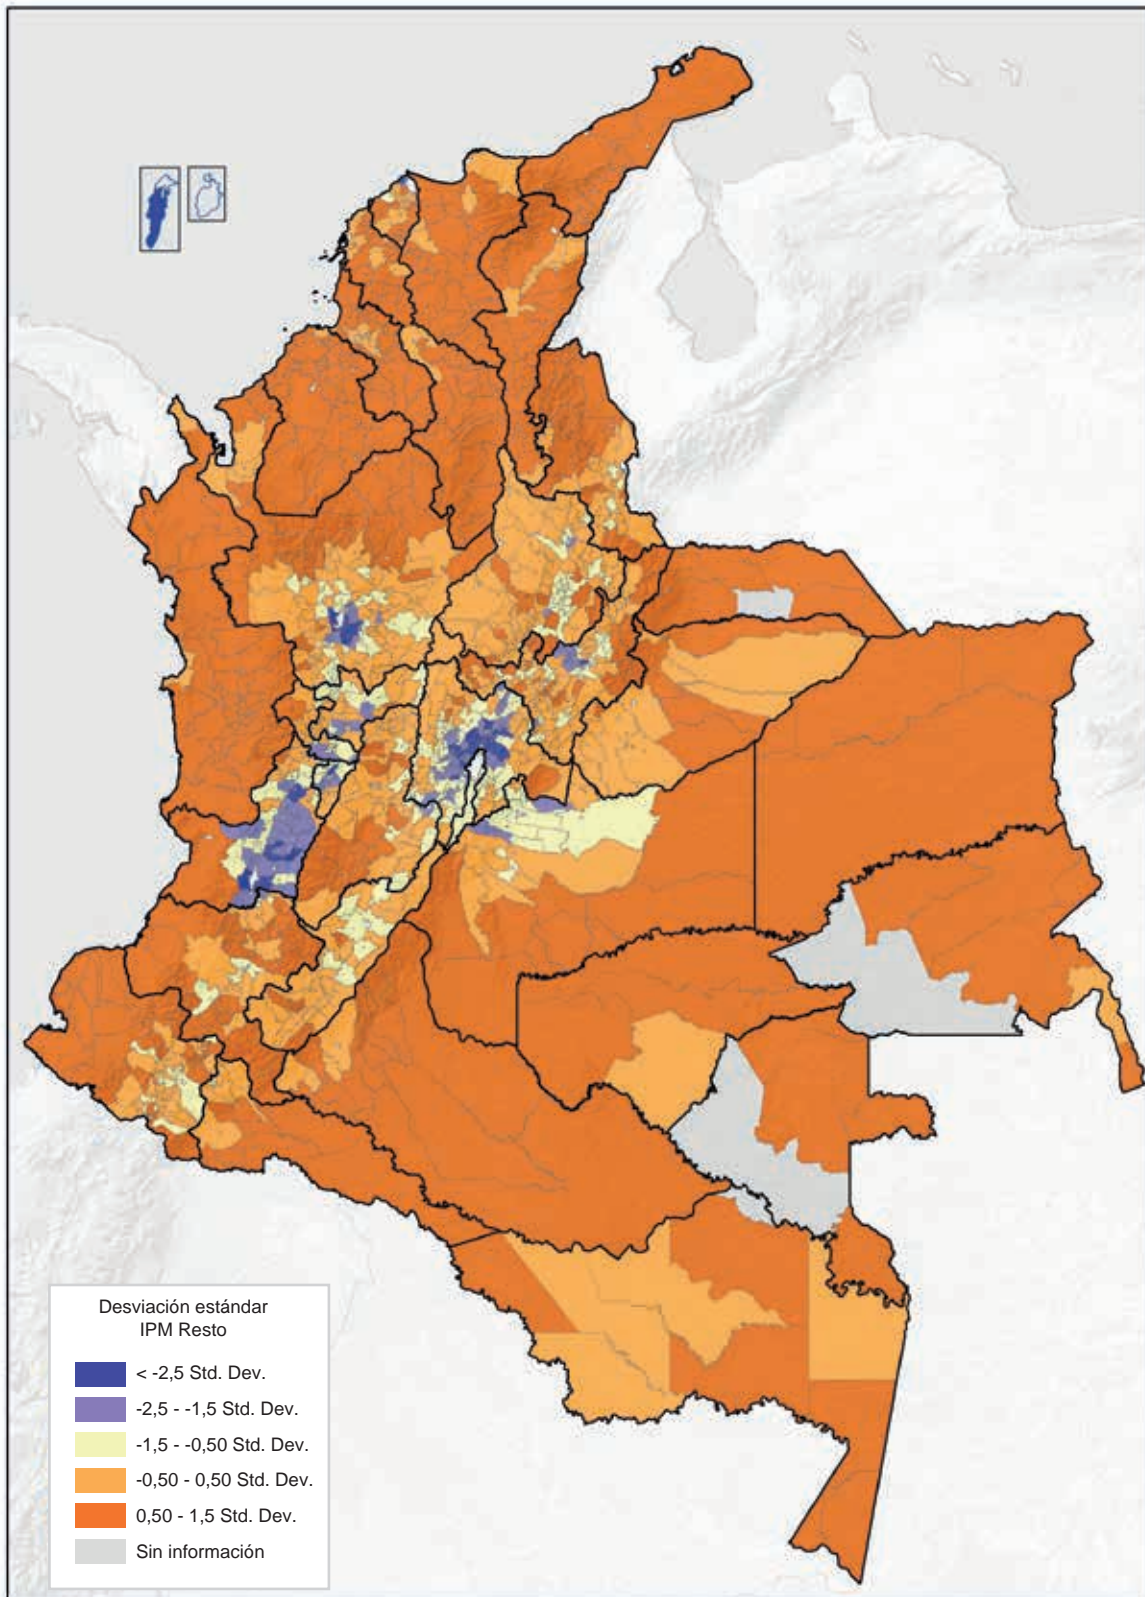 Desviación estándar
IPM Resto
< -2,5 Std. Dev.
-2,5 - -1,5 Std. Dev.
-1,5 - -0,50 Std. Dev.
-0,50 - 0,50 Std. Dev.
0,50 - 1,5 Std. Dev.
Sin información